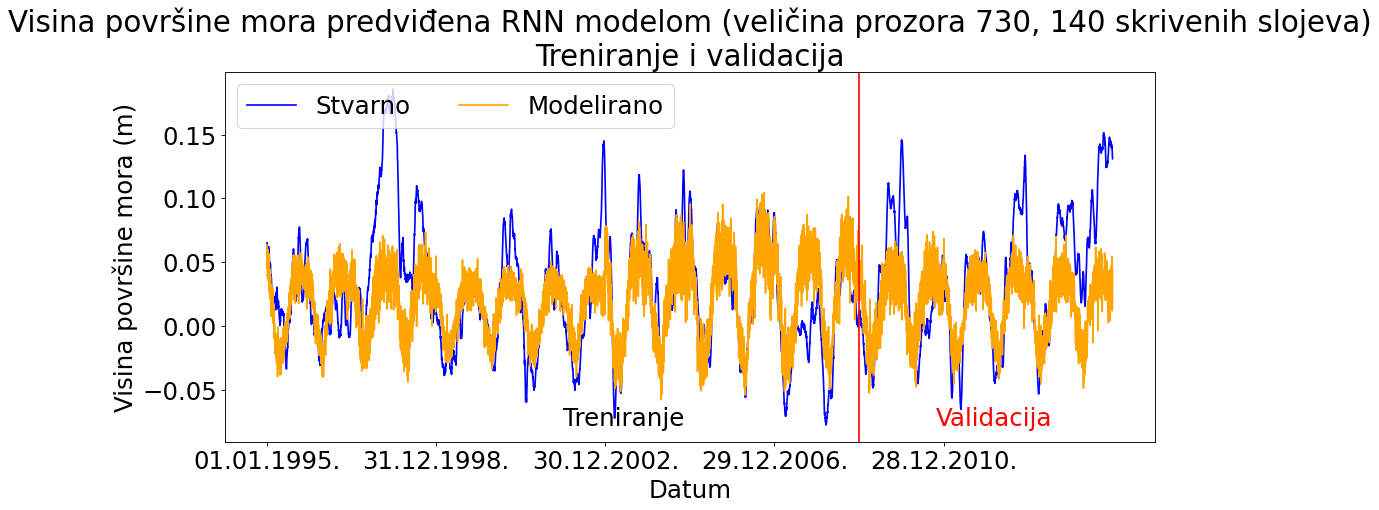 Visina površine mora predviđena RNN modelom (veličina prozora 730, 140 skrivenih slojeva)
Treniranje i validacija
Stvarno Modelirano
Visina površine mora (m)
0.15
0.10
0.05
0.00
−0.05
Treniranje Validacija
01.01.1995. 31.12.1998. 30.12.2002. 29.12.2006. 28.12.2010.
Datum